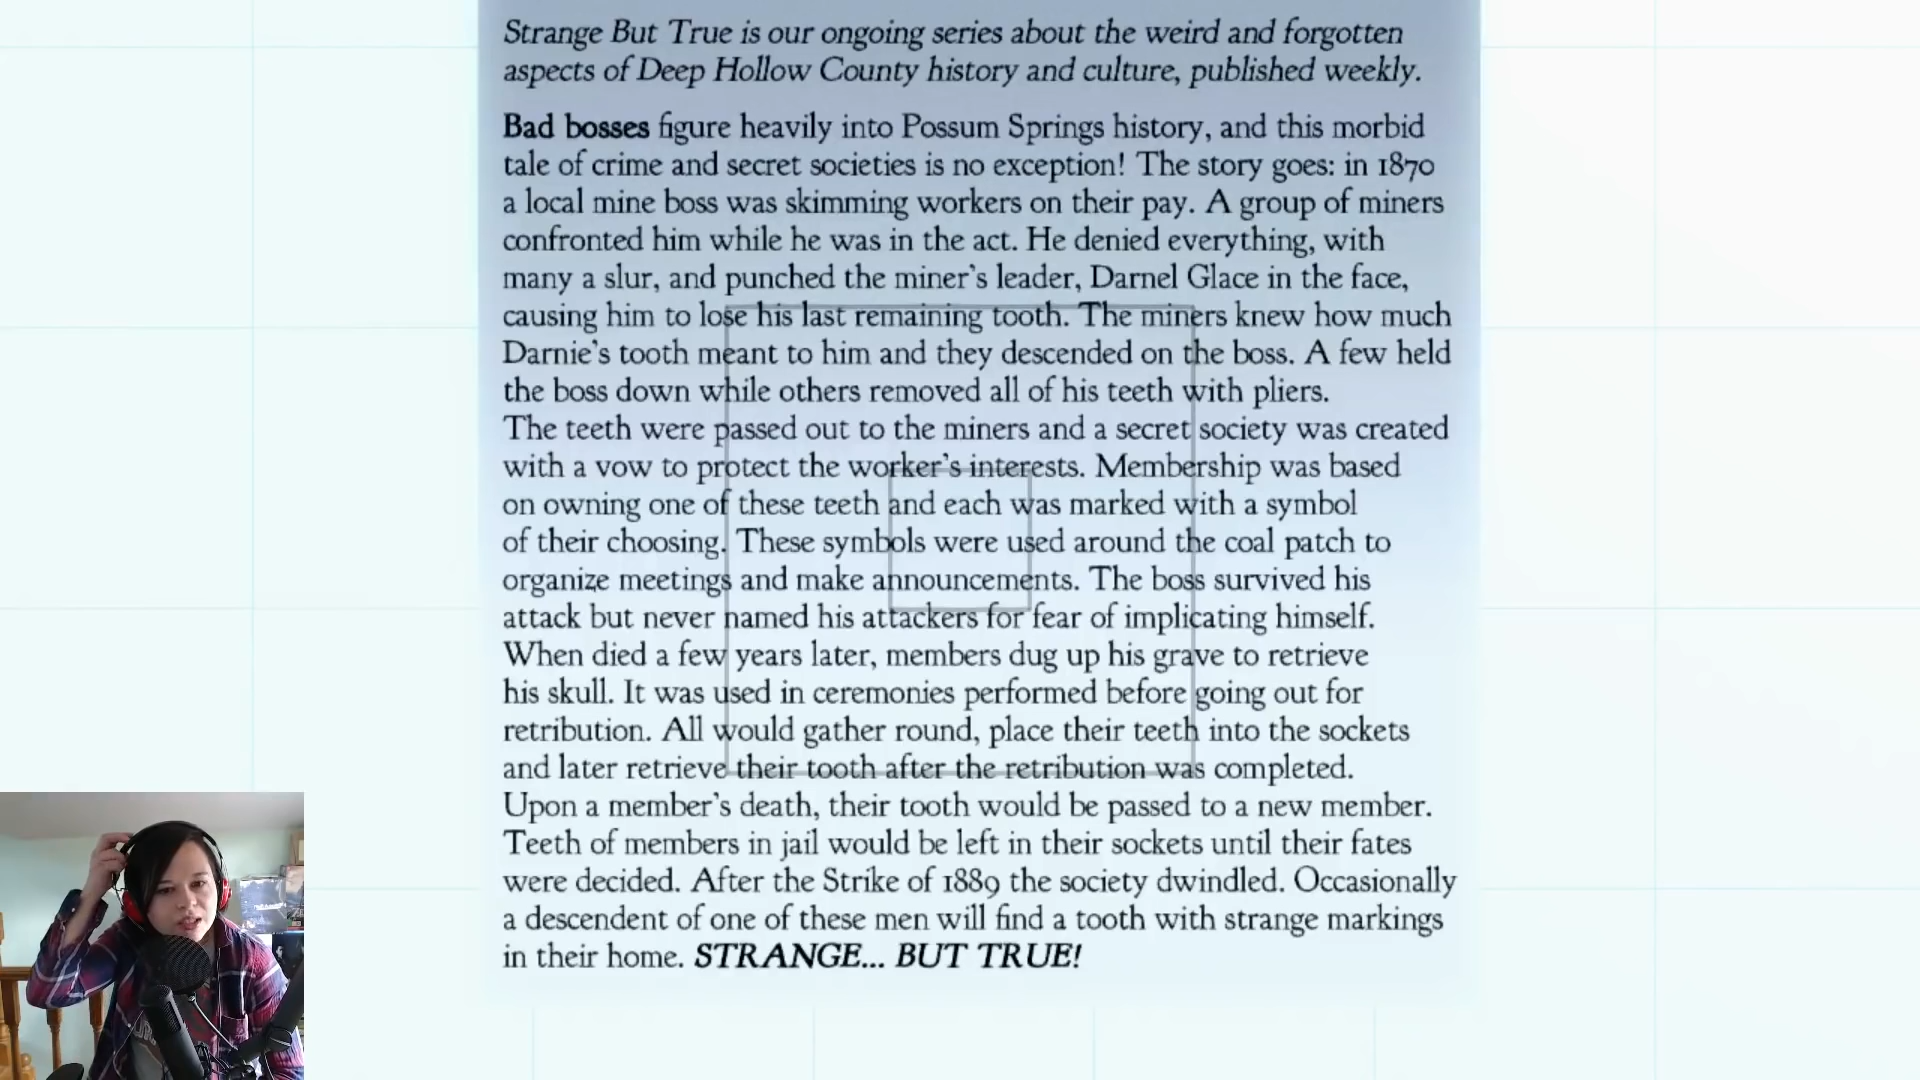 Strange But True is our ongoing series about the weird and forgotten
aspects of Deep Hollow County history and culture, published weekly.
Bad bosses figure heavily into Possum Springs history, and this morbid
tale of crime and secret societies is no exception! The story goes: in 1870
a local mine boss was skimming workers on their pay. A group of miners
confronted him while he was in the act. He denied everything, with
many a slur, and punched the miner's leader, Darnel Glace in the face,
causing him to lose his last remaining tooth. The miners knew how much
Darnie's tooth meant to him and they descended on the boss. A few held
the boss down while others removed all of his teeth with pliers.
The teeth were passed out to the miners and a secret society was created
with a vow to protect the worker's interests. Membership was based
on owning one of these teeth and each was marked with a symbol
of their choosing. These symbols were used around the coal patch to
organize meetings and make announcements. The boss survived his
attack but never named his attackers for fear of implicating himself.
When died a few years later, members dug up his grave to retrieve
his skull. It was used in ceremonies performed before going out for
retribution. All would gather round, place their teeth into the sockets
and later retrieve their tooth after the retribution was completed.
Upon a member's death, their tooth would be passed to a new member.
Teeth of members in jail would be left in their sockets until their fates
were decided. After the Strike of 1889 the society dwindled. Occasionally
a descendent of one of these men will find a tooth with strange markings
in their home. STRANGE... BUT TRUE!